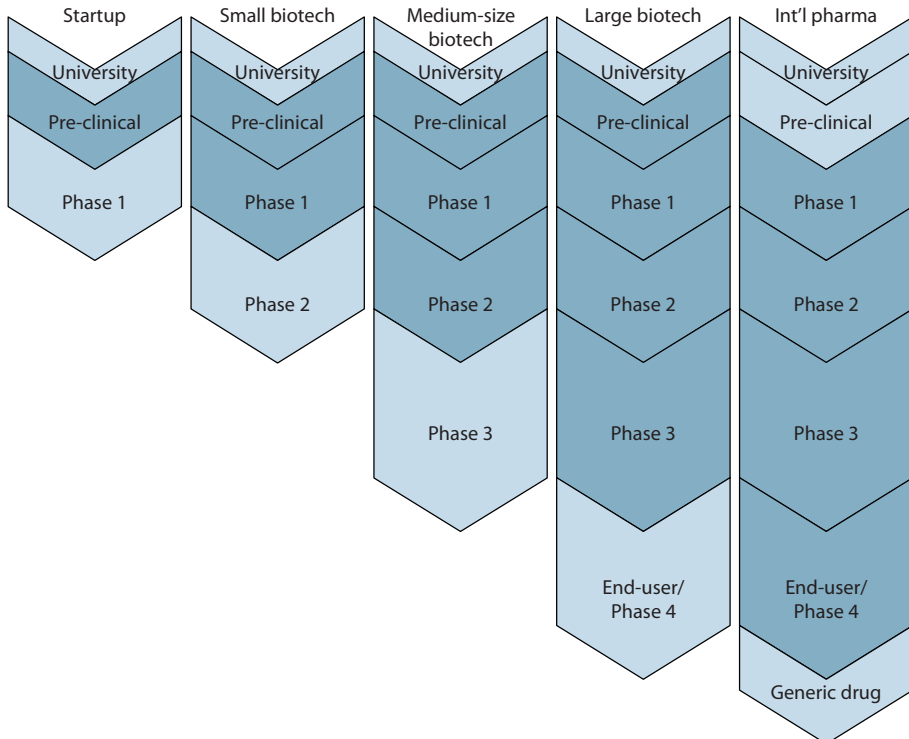 Startup
University
Pre-clinical
Phase 1
Small biotech
University
Pre-clinical
Phase 1
Phase 2
Medium-size
biotech
University
Pre-clinical
Phase 1
Phase 2
Phase 3
Large biotech
University
Pre-clinical
Phase 1
Phase 2
Phase 3
End-user/
Phase 4
Int'l pharma
University
Pre-clinical
Phase 1
Phase 2
Phase 3
End-user/
Phase 4
Generic drug